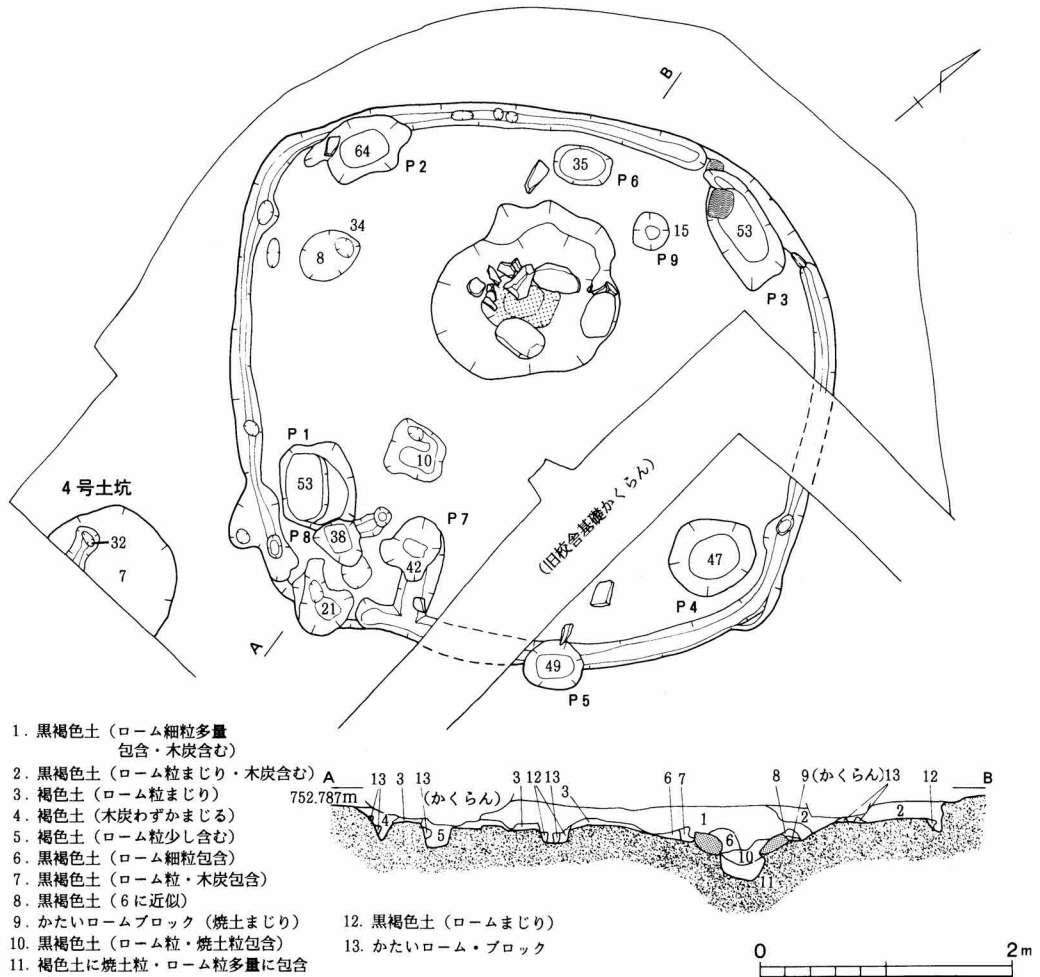 B
64
P2
35
P6
15
P9
53
P3
34
8
P1
53
10
4号土坑
32
7
P8
38
P7
42
21
A
(旧校舎基礎かくらん)
47
P4
49
P5
1. 黒褐色土（ローム細粒多量
包含・木炭含む）
2. 黒褐色土（ローム粒まじり・木炭含む）
3. 褐色土（ローム粒まじり）
4. 褐色土（木炭わずかまじる）
5. 褐色土（ローム粒少し含む）
6. 黒褐色土（ローム細粒包含）
7. 黒褐色土（ローム粒・木炭包含）
8. 黒褐色土（6に近似）
9. かたいロームブロック（焼土まじり）
10. 黒褐色土（ローム粒・焼土粒包含）
11. 褐色土に焼土粒・ローム粒多量に包含
12. 黒褐色土（ロームまじり）
13. かたいローム・ブロック
A 13 3 13 3 12 13 3 6 7 8 9 (かくらん) 13 12 B
752.787m (かくらん) 1 2 2
4 5 6
10
11
0 2m